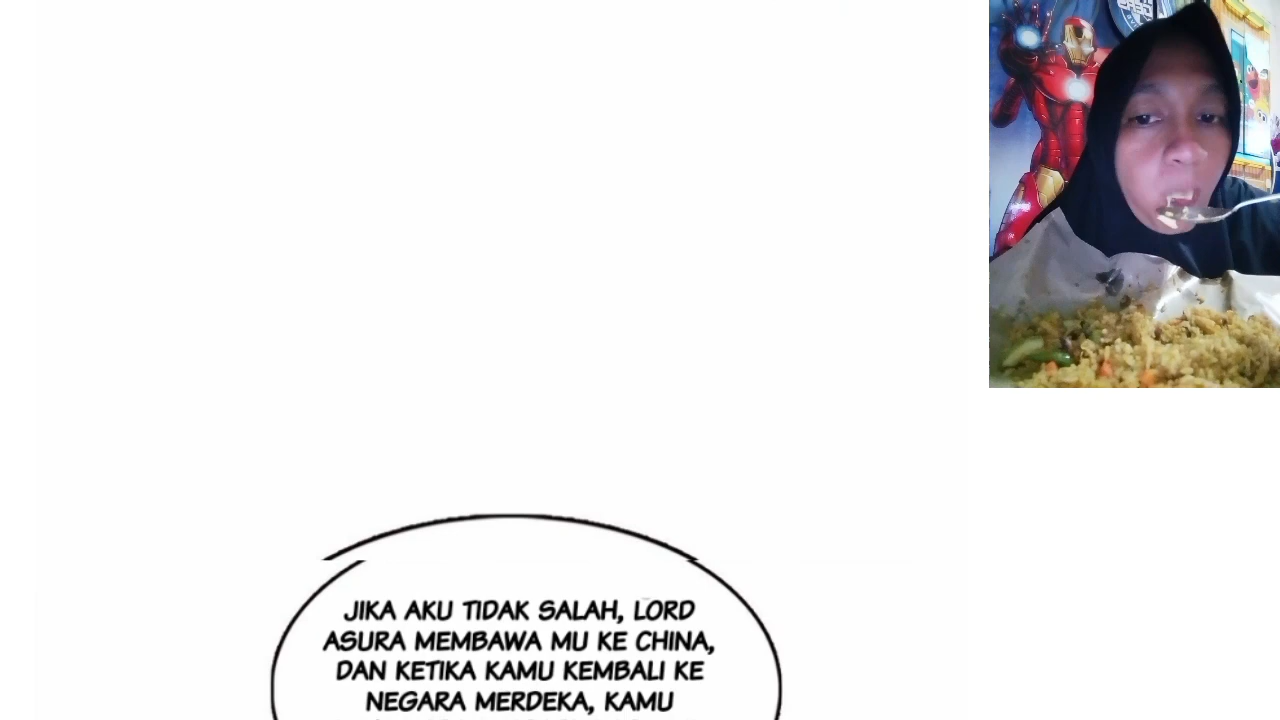 JIKA AKU TIDAK SALAH, LORD
ASURA MEMBAWA MU KE CHINA,
DAN KETIKA KAMU KEMBALI KE
NEGARA MERDEKA, KAMU